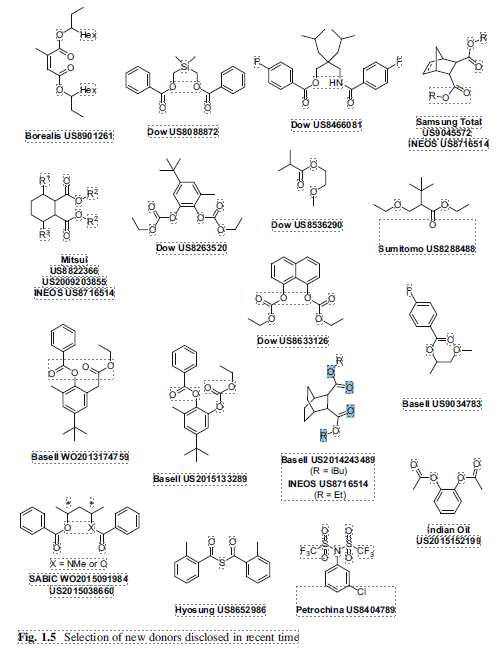 O
Hex
O
O
O
Hex
Borealis US8901261
Si
O
O
O
O
Dow US8088872
F
F
O
HN
O
O
Dow US8466081
O
R
O
R
O
O
Samsung Total
US9045572
INEOS US8716514
R¹
O
O
R²
O
R²
R³
O
Mitsui
US8822366
US2009203855
INEOS US8716514
O
O
O
O
O
O
Dow US8263520
O
O
O
Dow US8536290
O
O
O
Sumitomo US8288488
O
O
O
O
O
O
Dow US8633126
F
O
O
O
Basell US9034783
O
O
O
O
Basell WO2013174759
O
O
O
O
O
Basell US2015133289
R
O
O
O
R
O
Basell US2014243489
(R = iBu)
INEOS US8716514
(R = Et)
O
O
O
O
Indian Oil
US2015152199
*
*
O
X
O
O
X = NMe or O
SABIC WO2015091984
US2015038660
O
O
S
Hyosung US8652986
O
O
F₃C
S
N
S
CF₃
O
O
Cl
Petrochina US8404789
Fig. 1.5 Selection of new donors disclosed in recent time